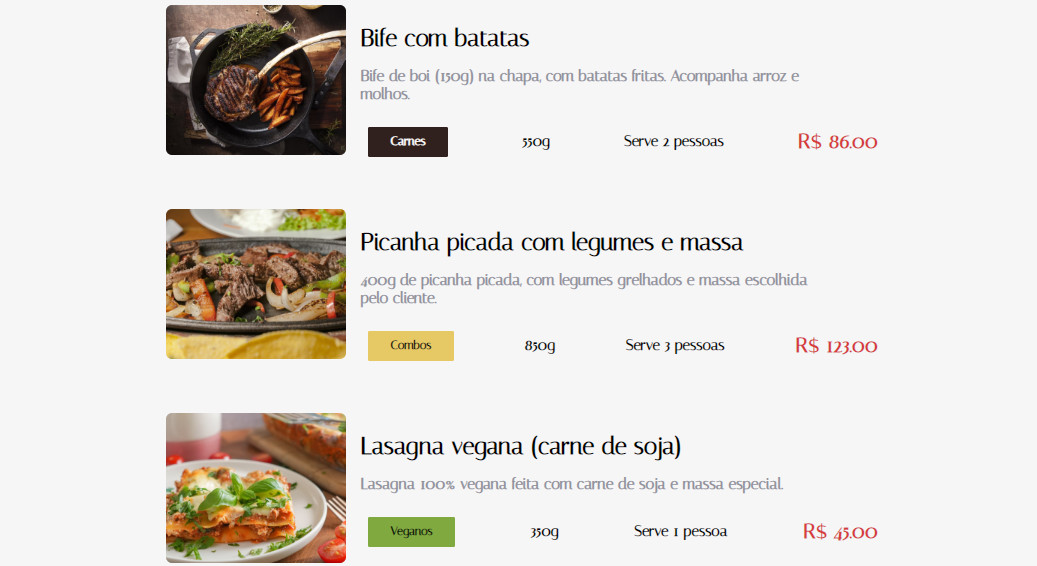 Bife com batatas
Bife de boi (150g) na chapa, com batatas fritas. Acompanha arroz e
molhos.
Carnes 550g Serve 2 pessoas R$ 86.00
Picanha picada com legumes e massa
400g de picanha picada, com legumes grelhados e massa escolhida
pelo cliente.
Combos 850g Serve 3 pessoas R$ 123.00
Lasagna vegana (carne de soja)
Lasagna 100% vegana feita com carne de soja e massa especial.
Veganos 350g Serve 1 pessoa R$ 45.00